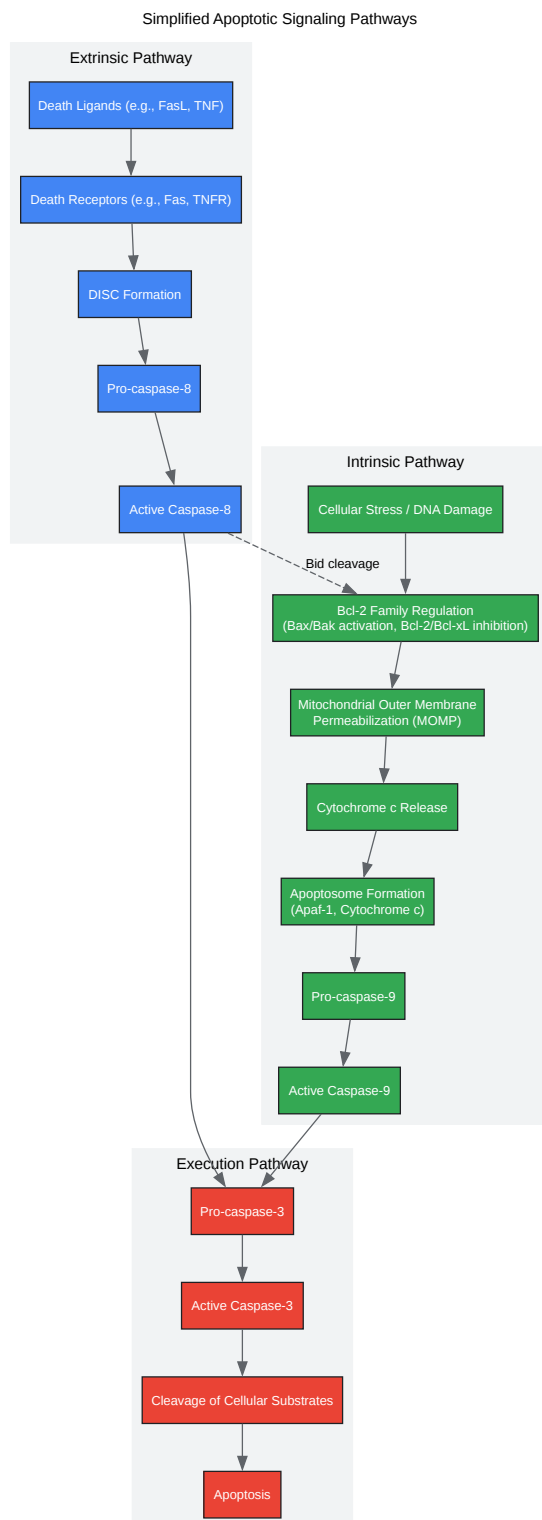 Simplified Apoptotic Signaling Pathways
Extrinsic Pathway
Death Ligands (e.g., FasL, TNF)
Death Receptors (e.g., Fas, TNFR)
DISC Formation
Pro-caspase-8
Active Caspase-8
Intrinsic Pathway
Cellular Stress / DNA Damage
Bid cleavage
Bcl-2 Family Regulation
(Bax/Bak activation, Bcl-2/Bcl-xL inhibition)
Mitochondrial Outer Membrane
Permeabilization (MOMP)
Cytochrome c Release
Apoptosome Formation
(Apaf-1, Cytochrome c)
Pro-caspase-9
Active Caspase-9
Execution Pathway
Pro-caspase-3
Active Caspase-3
Cleavage of Cellular Substrates
Apoptosis